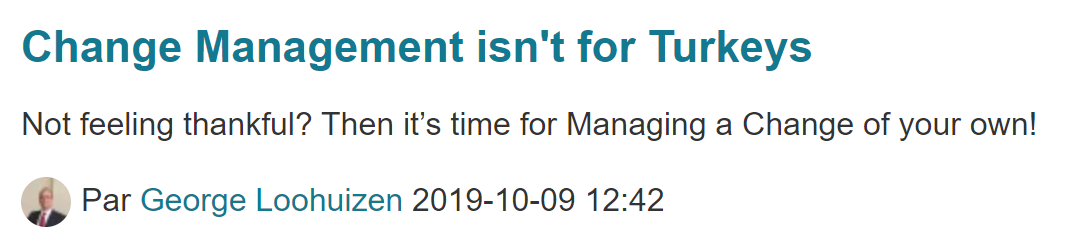 Change Management isn't for Turkeys
Not feeling thankful? Then it’s time for Managing a Change of your own!
Par George Loohuizen 2019-10-09 12:42